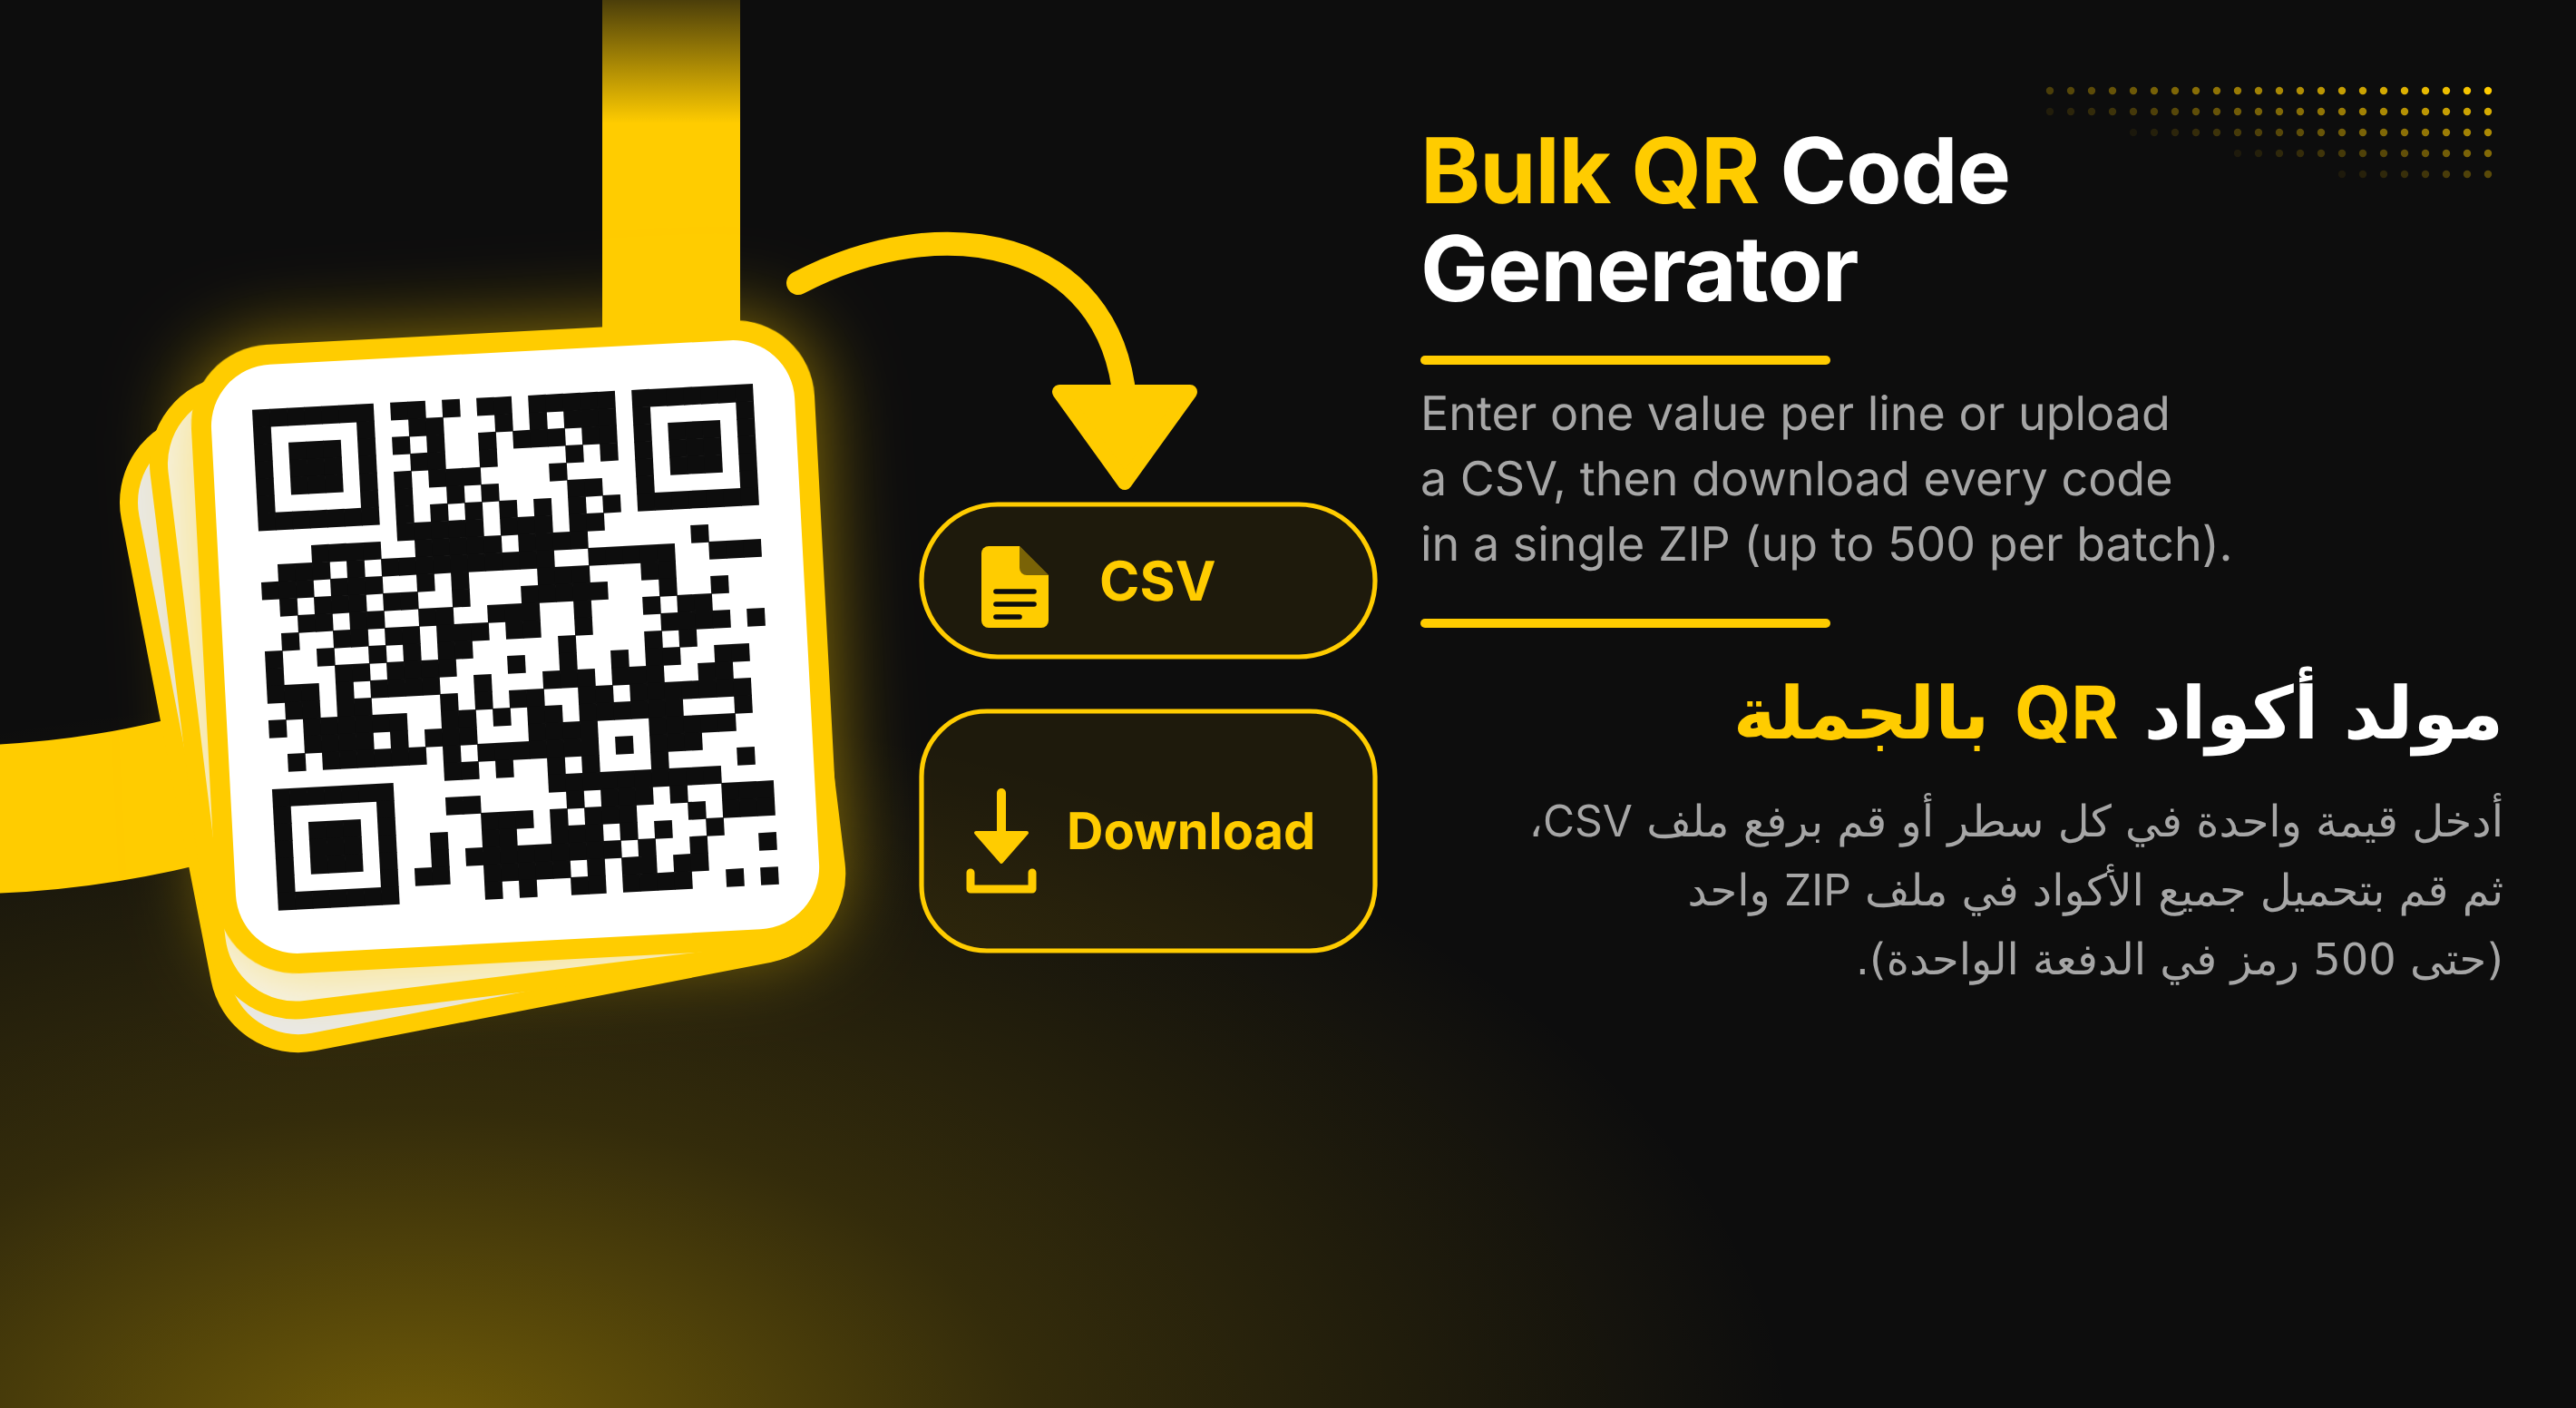 Bulk QR Code
Generator
Enter one value per line or upload
a CSV, then download every code
in a single ZIP (up to 500 per batch).
CSV
Download
مولد أكواد QR بالجملة
أدخل قيمة واحدة في كل سطر أو قم برفع ملف CSV،
ثم قم بتحميل جميع الأكواد في ملف ZIP واحد
(حتى 500 رمز في الدفعة الواحدة).